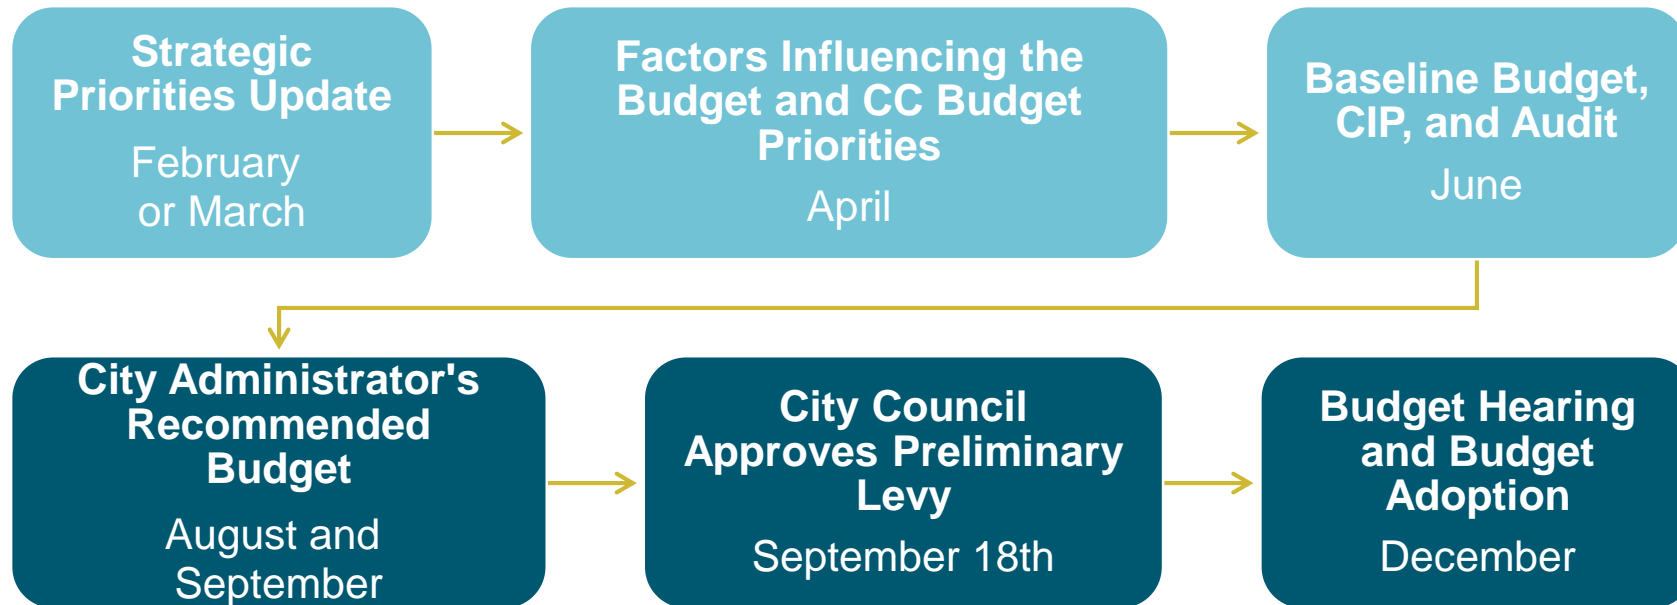 Strategic
Priorities Update
February
or March
Factors Influencing the
Budget and CC Budget
Priorities
April
Baseline Budget,
CIP, and Audit
June
City Administrator's
Recommended
Budget
August and
September
City Council
Approves Preliminary
Levy
September 18th
Budget Hearing
and Budget
Adoption
December